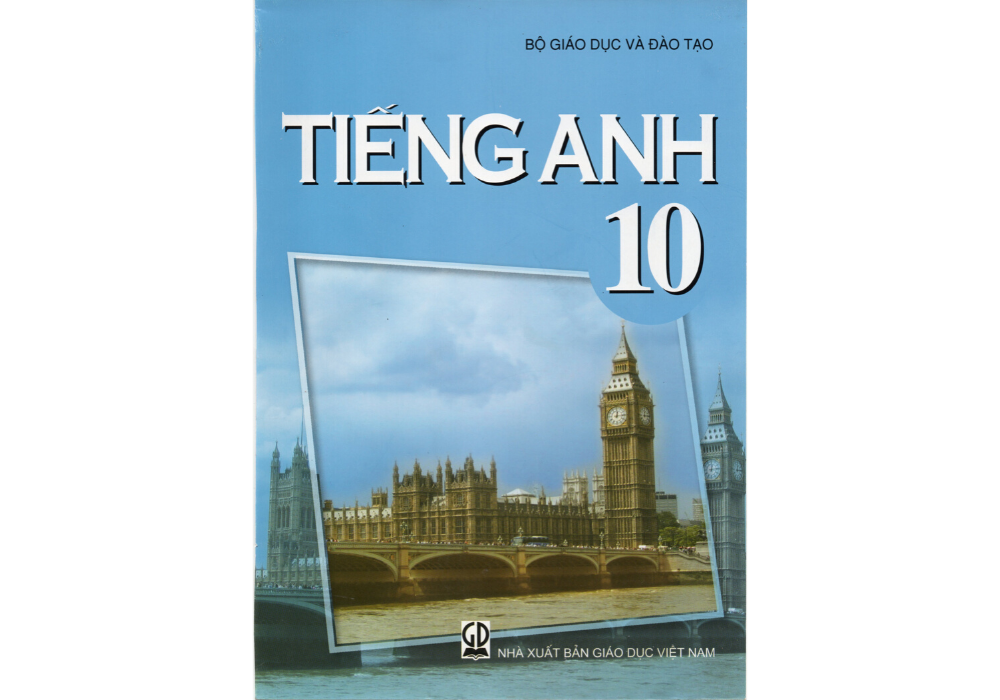 BỘ GIÁO DỤC VÀ ĐÀO TẠO
TIẾNG ANH
10
GD
NHÀ XUẤT BẢN GIÁO DỤC VIỆT NAM